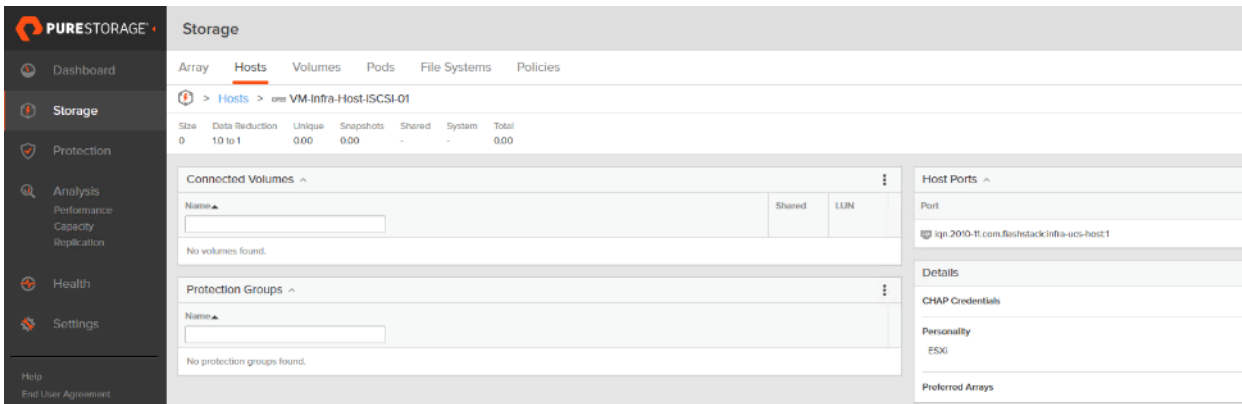 PURESTORAGE®
Storage
Dashboard
Storage
Protection
Analysis
Performance
Capacity
Replication
Health
Settings
Help
End User Agreement
Array Hosts Volumes Pods File Systems Policies
> Hosts > VM-Infra-Host-iSCSI-01
Size Data Reduction Unique Snapshots Shared System Total
0 1.0 to 1 0.00 0.00 - - 0.00
Connected Volumes
Name Shared LUN
No volumes found.
Protection Groups
Name
No protection groups found.
Host Ports
Port
iqn.2010-11.com.flashstack:infra-ucs-host:1
Details
CHAP Credentials
Personality
ESXi
Preferred Arrays